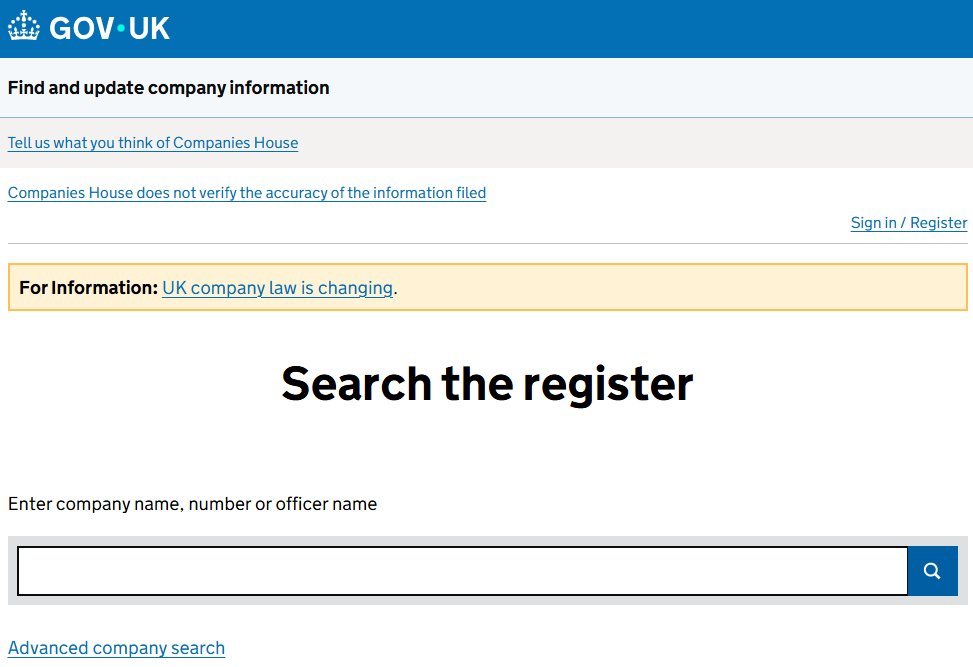 GOV·UK
Find and update company information
Tell us what you think of Companies House
Companies House does not verify the accuracy of the information filed
Sign in / Register
For Information: UK company law is changing.
Search the register
Enter company name, number or officer name
Advanced company search